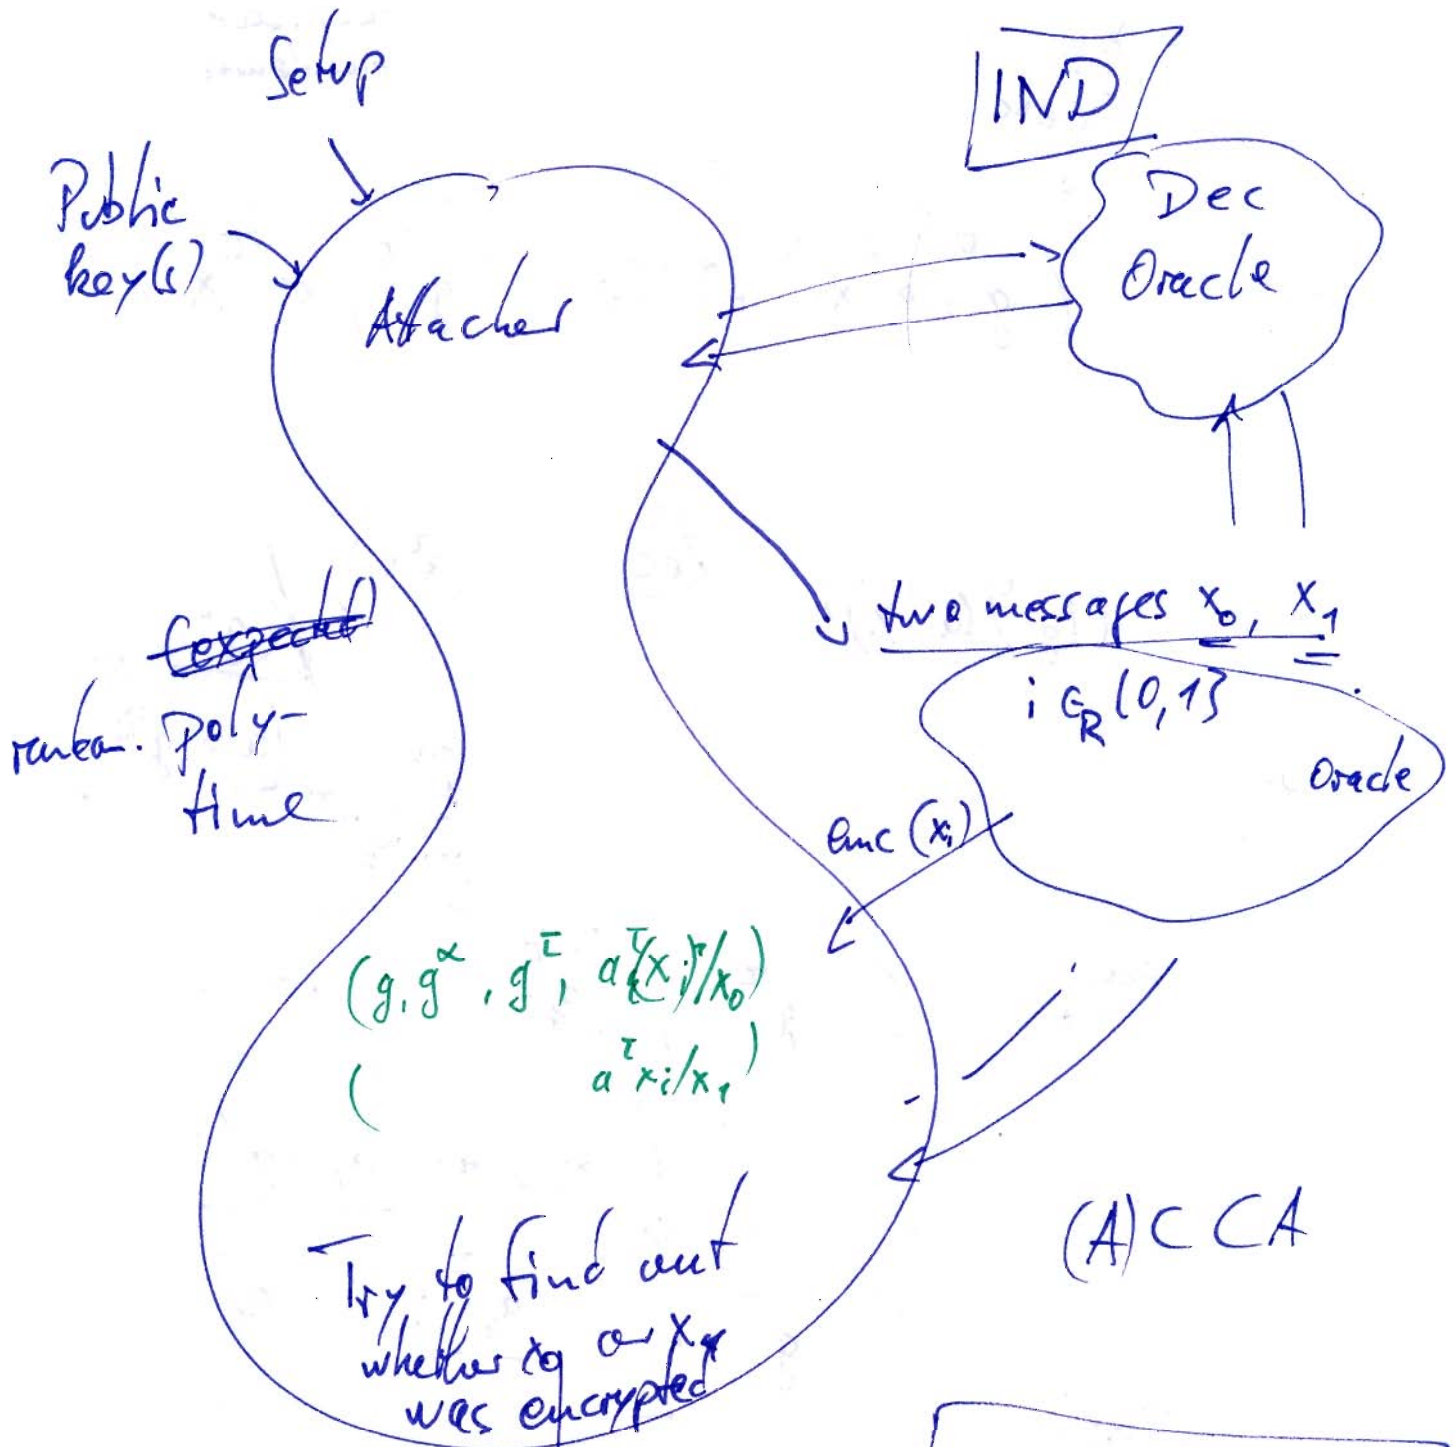 Setup
IND
Public
key(s)
Attacker
Dec
Oracle
two messages x₀, x₁
i ∈_R {0,1}
Oracle
(expected)
poly-
time
enc (xᵢ)
(g, g^α, g^τ, a^τ xᵢ/x₀)
( a^τ xᵢ/x₁)
(A)CCA
Try to find out
whether x₀ or x₁
was encrypted